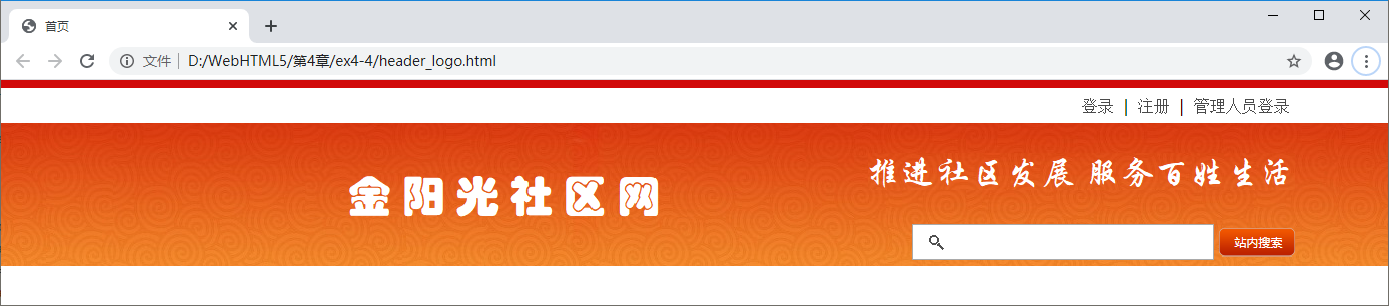 首页
文件 | D:/WebHTML5/第4章/ex4-4/header_logo.html
登录 | 注册 | 管理人员登录
金阳光社区网
推进社区发展 服务百姓生活
站内搜索